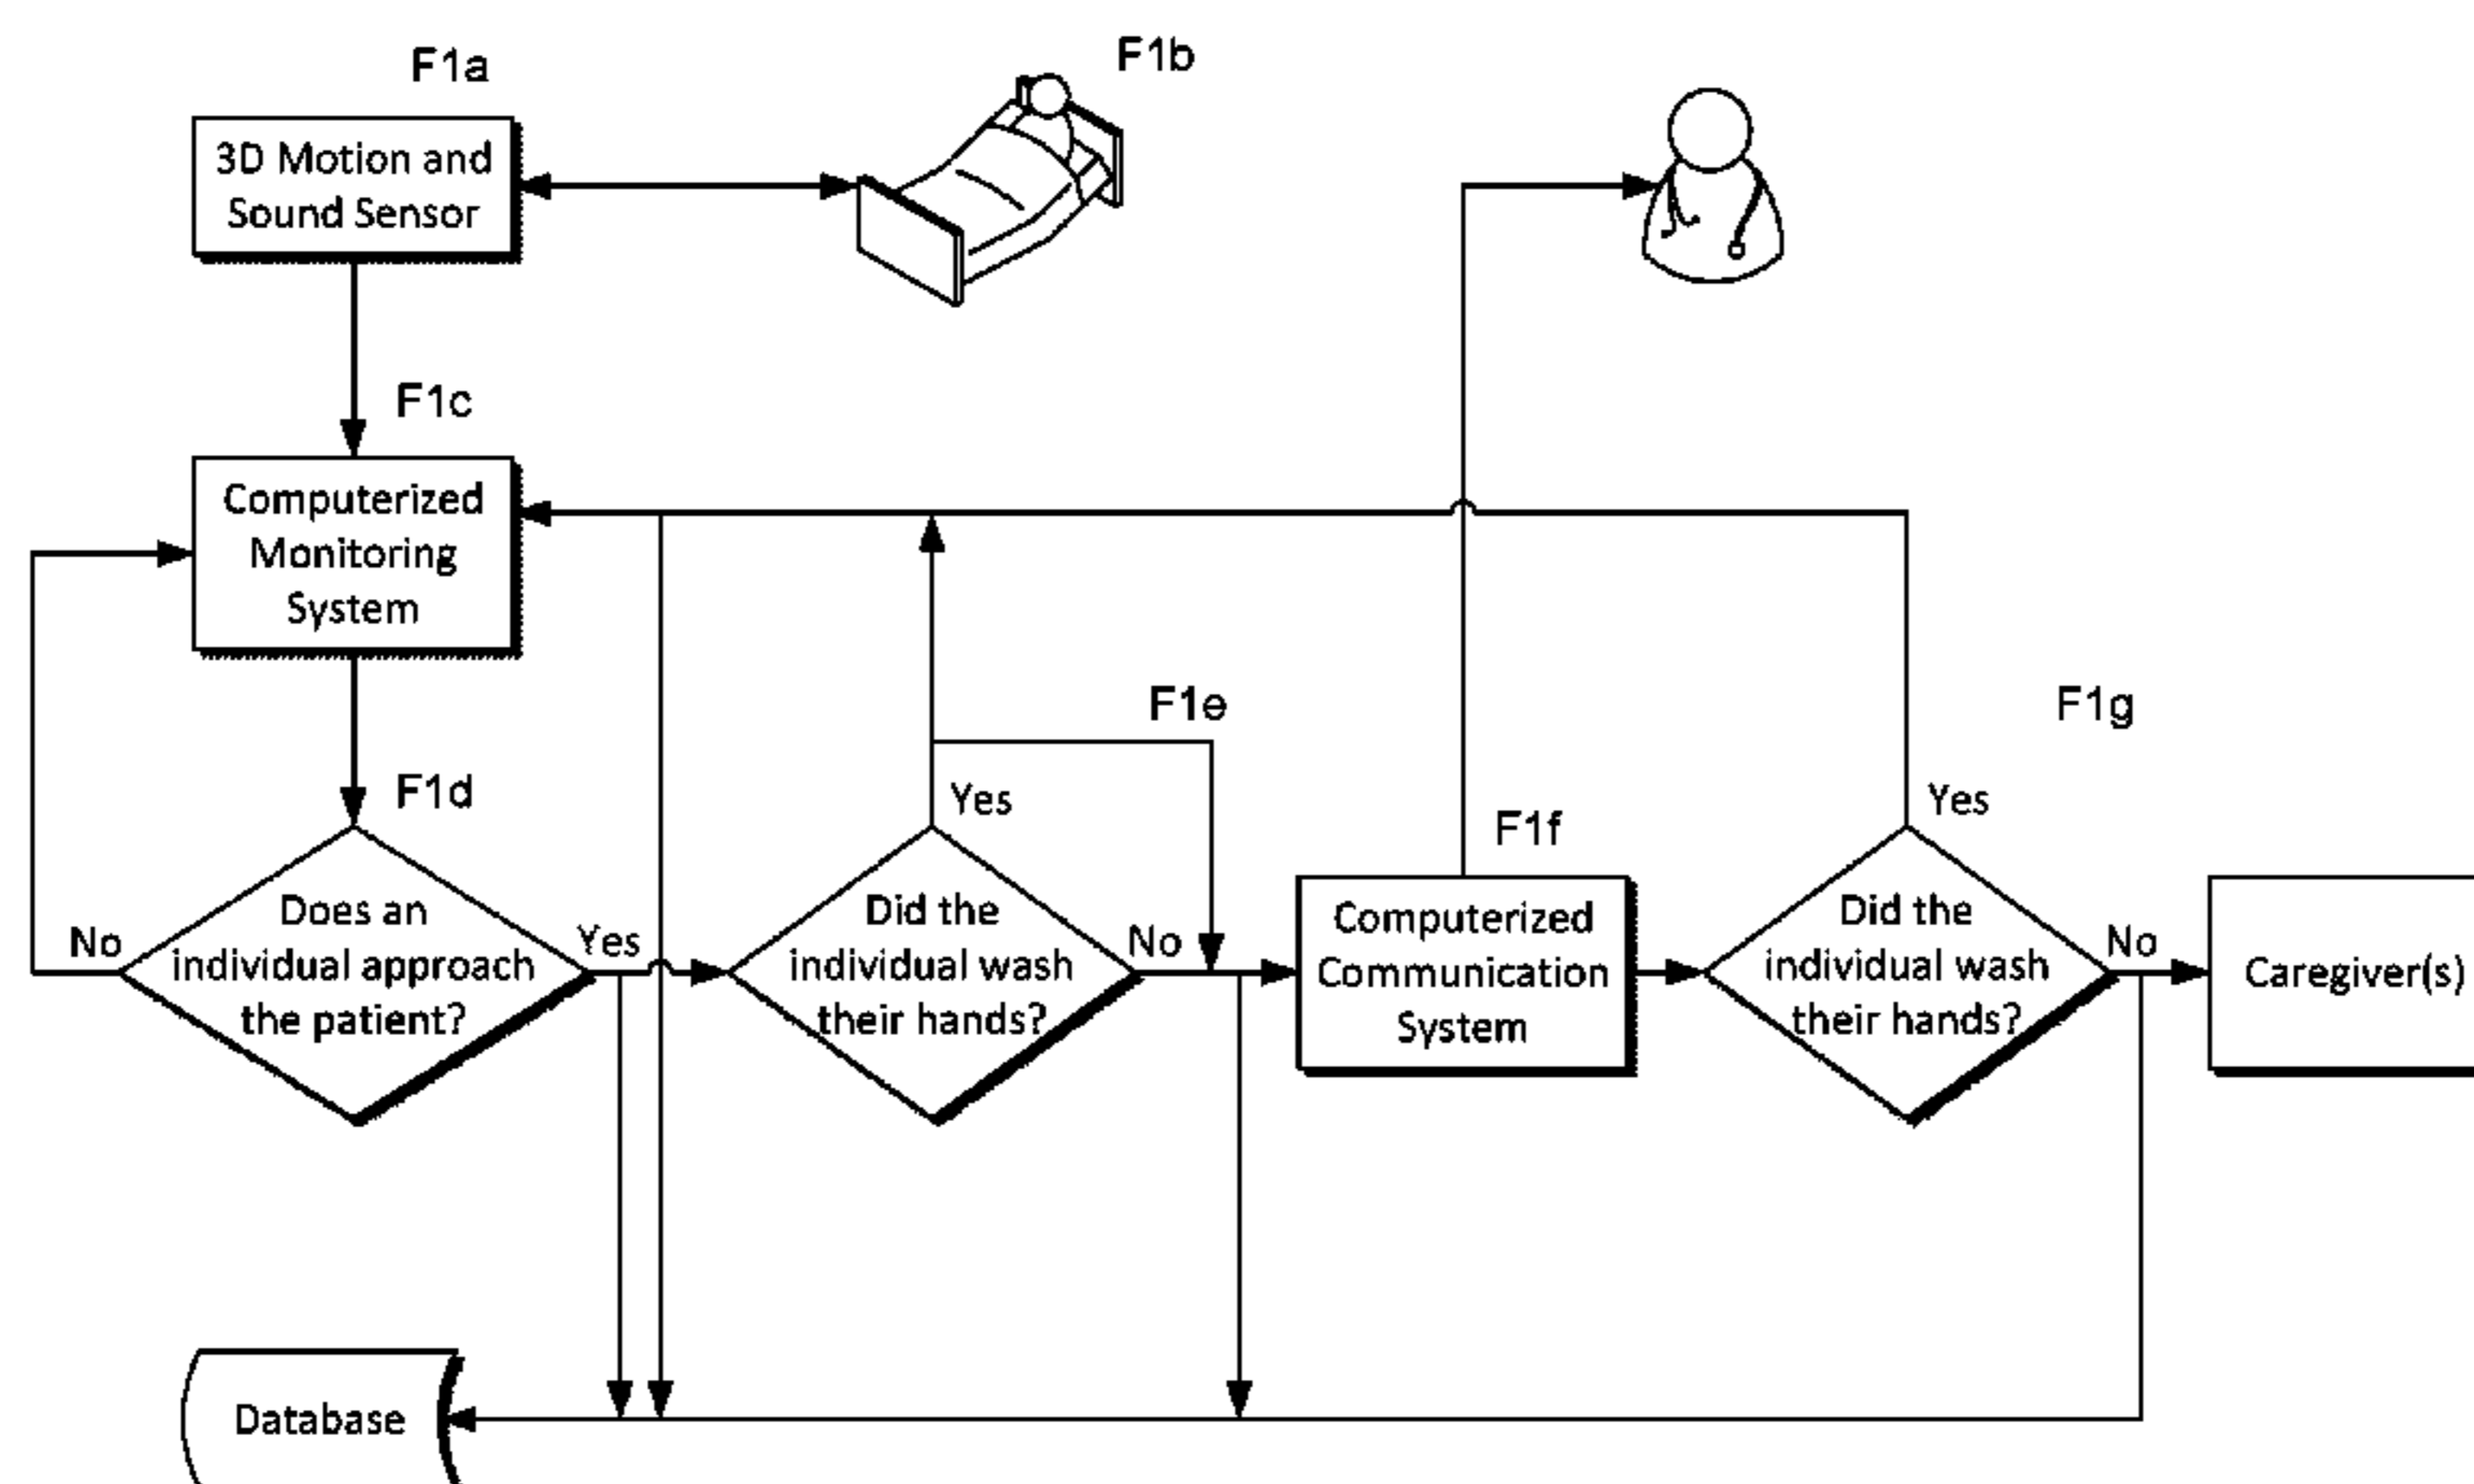 F1a
F1b
3D Motion and
Sound Sensor
F1c
Computerized
Monitoring
System
F1e
F1g
F1d
Yes
Yes
F1f
No
Does an
individual approach
the patient?
Yes
Did the
individual wash
their hands?
No
Computerized
Communication
System
Did the
individual wash
their hands?
No
Caregiver(s)
Database